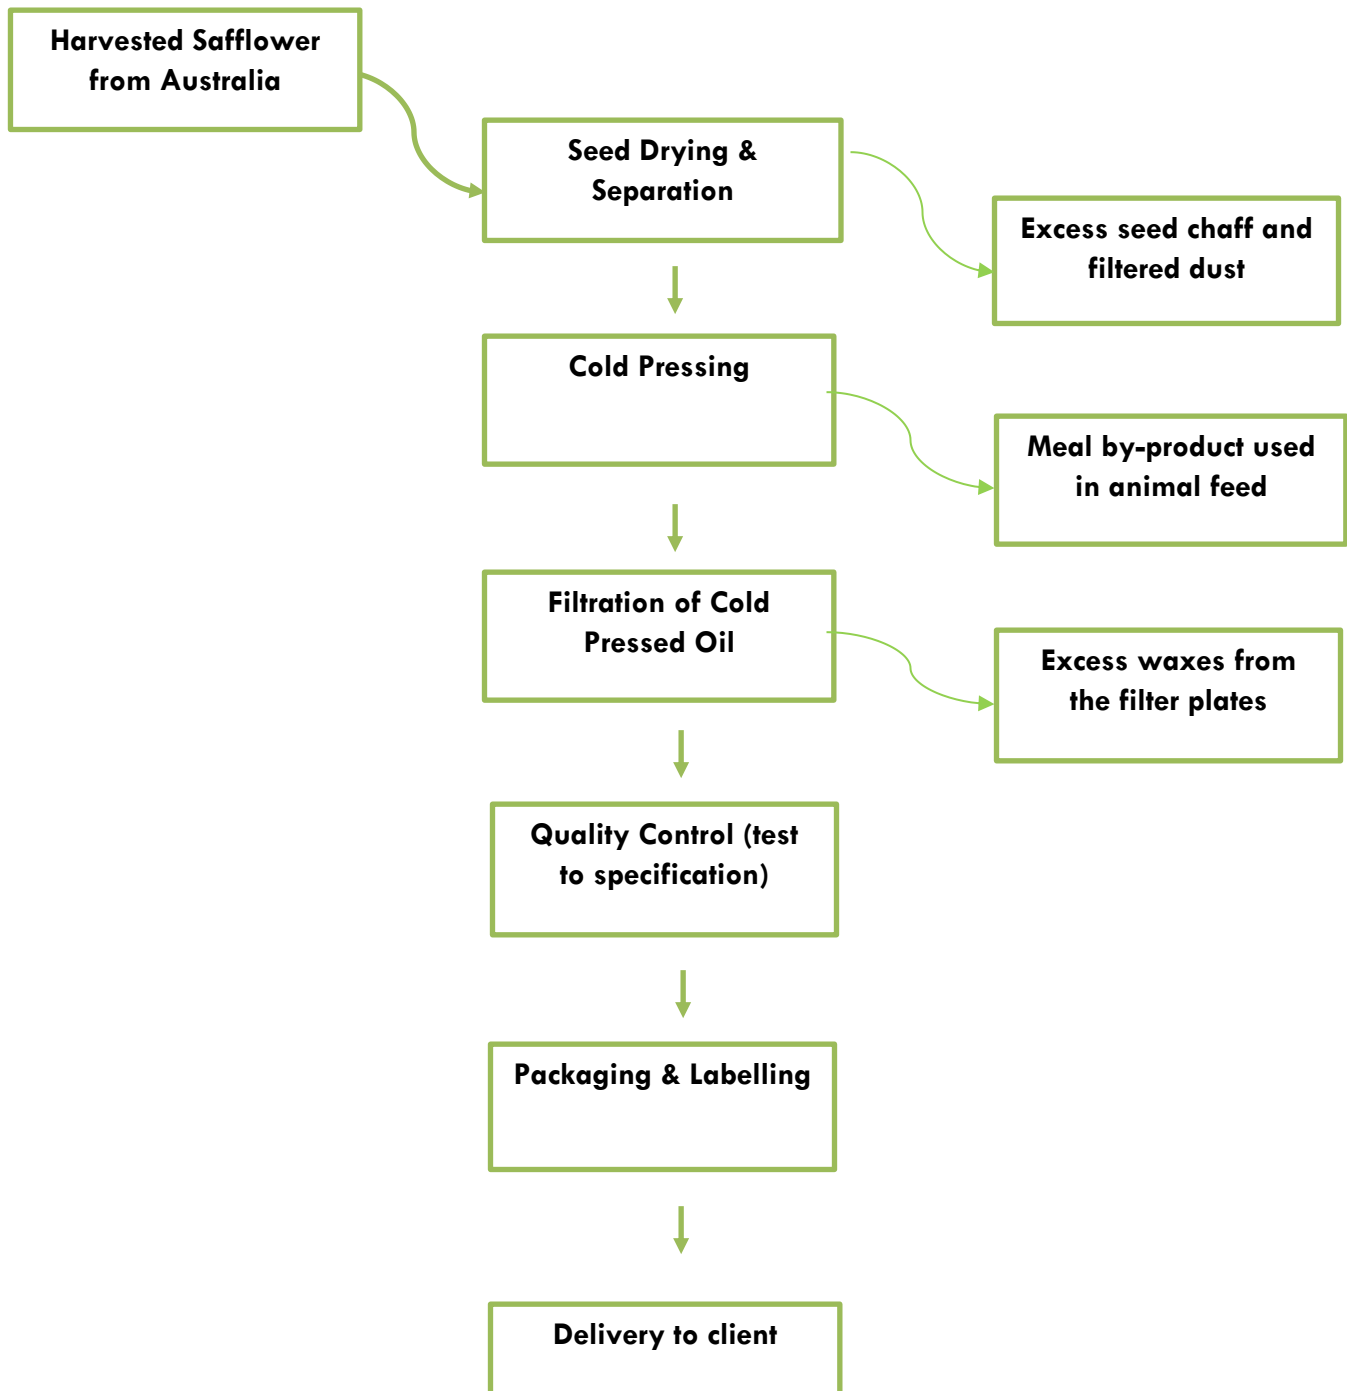 Harvested Safflower
from Australia
Seed Drying &
Separation
Excess seed chaff and
filtered dust
Cold Pressing
Meal by-product used
in animal feed
Filtration of Cold
Pressed Oil
Excess waxes from
the filter plates
Quality Control (test
to specification)
Packaging & Labelling
Delivery to client